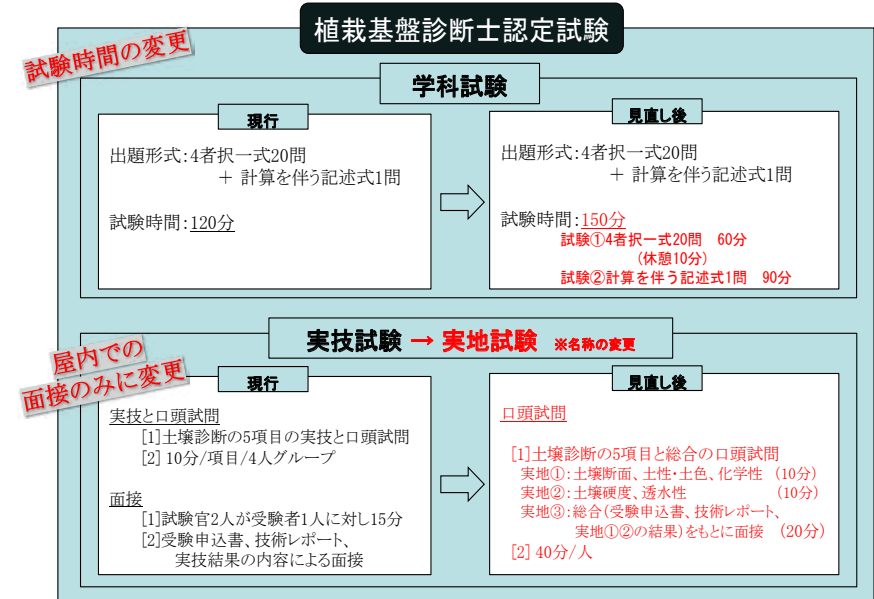 植栽基盤診断士認定試験
試験時間の変更
学科試験
現行
出題形式:4者択一式20問
+ 計算を伴う記述式1問
試験時間:120分
見直し後
出題形式:4者択一式20問
+ 計算を伴う記述式1問
試験時間:150分
試験①4者択一式20問 60分
(休憩10分)
試験②計算を伴う記述式1問 90分
実技試験 → 実地試験 ※名称の変更
屋内での
面接のみに変更
現行
実技と口頭試問
[1]土壌診断の5項目の実技と口頭試問
[2] 10分/項目/4人グループ
面接
[1]試験官2人が受験者1人に対し15分
[2]受験申込書、技術レポート、
実技結果の内容による面接
見直し後
口頭試問
[1]土壌診断の5項目と総合の口頭試問
実地①:土壌断面、土性・土色、化学性 (10分)
実地②:土壌硬度、透水性 (10分)
実地③:総合(受験申込書、技術レポート、
実地①②の結果)をもとに面接 (20分)
[2] 40分/人